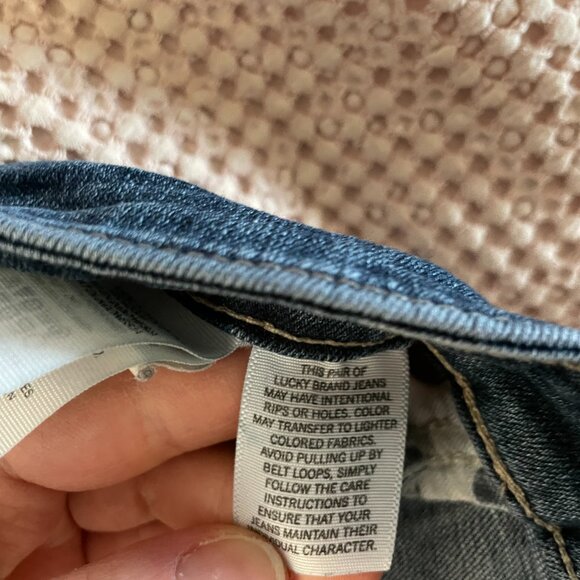 THIS PAIR OF
LUCKY BRAND JEANS
MAY HAVE INTENTIONAL
RIPS OR HOLES. COLOR
MAY TRANSFER TO LIGHTER
COLORED FABRICS.
AVOID PULLING UP BY
BELT LOOPS, SIMPLY
FOLLOW THE CARE
INSTRUCTIONS TO
ENSURE THAT YOUR
JEANS MAINTAIN THEIR
INDIVIDUAL CHARACTER.